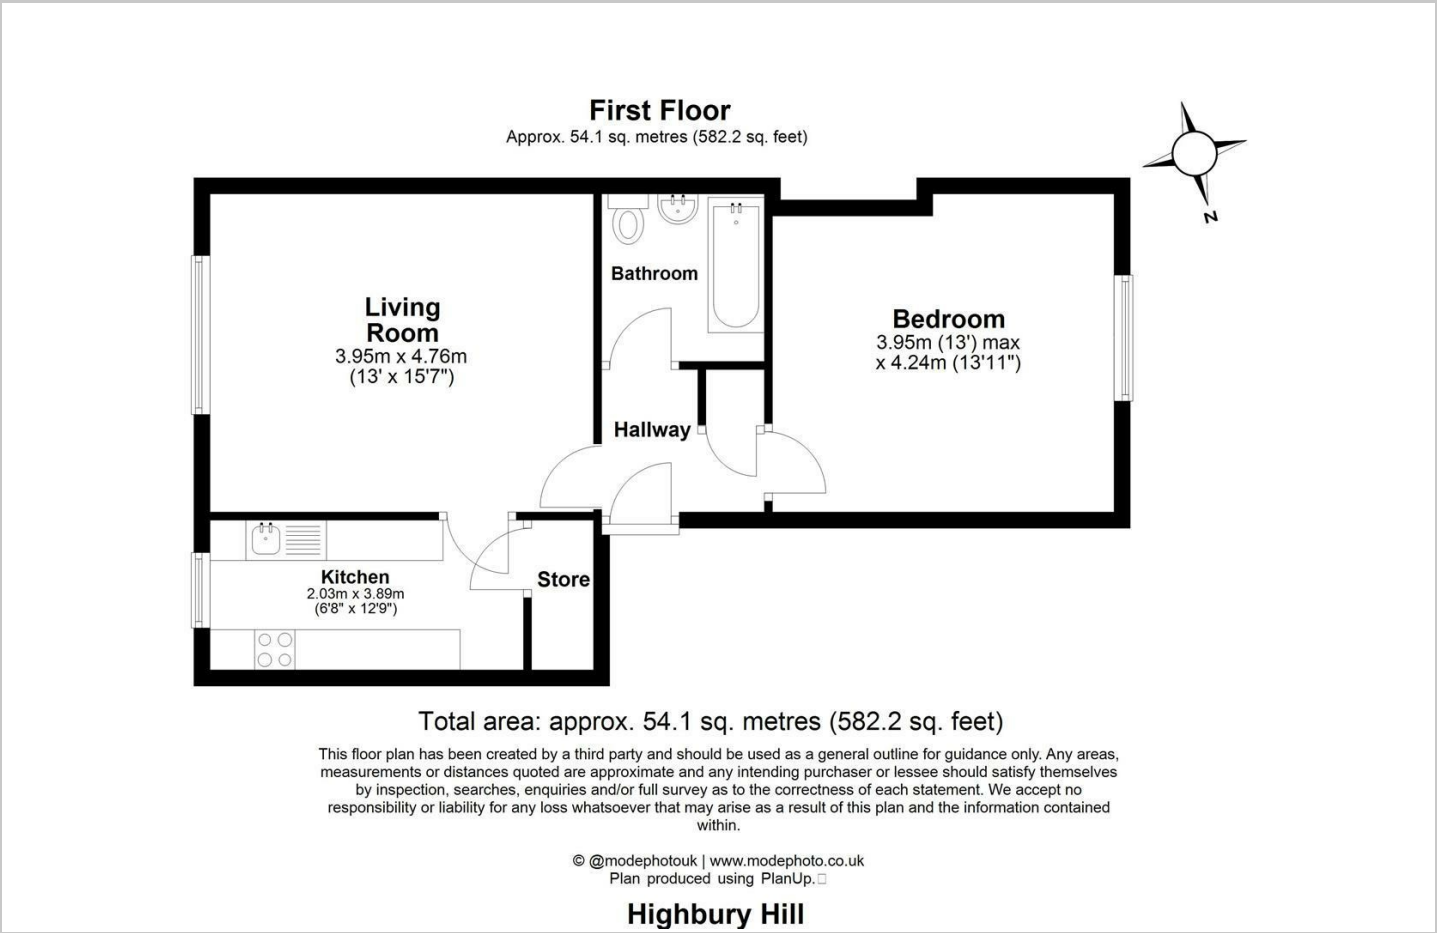 First Floor
Approx. 54.1 sq. metres (582.2 sq. feet)
N
Bathroom
Living
Room
3.95m x 4.76m
(13' x 15'7")
Bedroom
3.95m (13') max
x 4.24m (13'11")
Hallway
Kitchen
2.03m x 3.89m
(6'8" x 12'9")
Store
Total area: approx. 54.1 sq. metres (582.2 sq. feet)
This floor plan has been created by a third party and should be used as a general outline for guidance only. Any areas,
measurements or distances quoted are approximate and any intending purchaser or lessee should satisfy themselves
by inspection, searches, enquiries and/or full survey as to the correctness of each statement. We accept no
responsibility or liability for any loss whatsoever that may arise as a result of this plan and the information contained
within.
© @modephotouk | www.modephoto.co.uk
Plan produced using PlanUp.
Highbury Hill